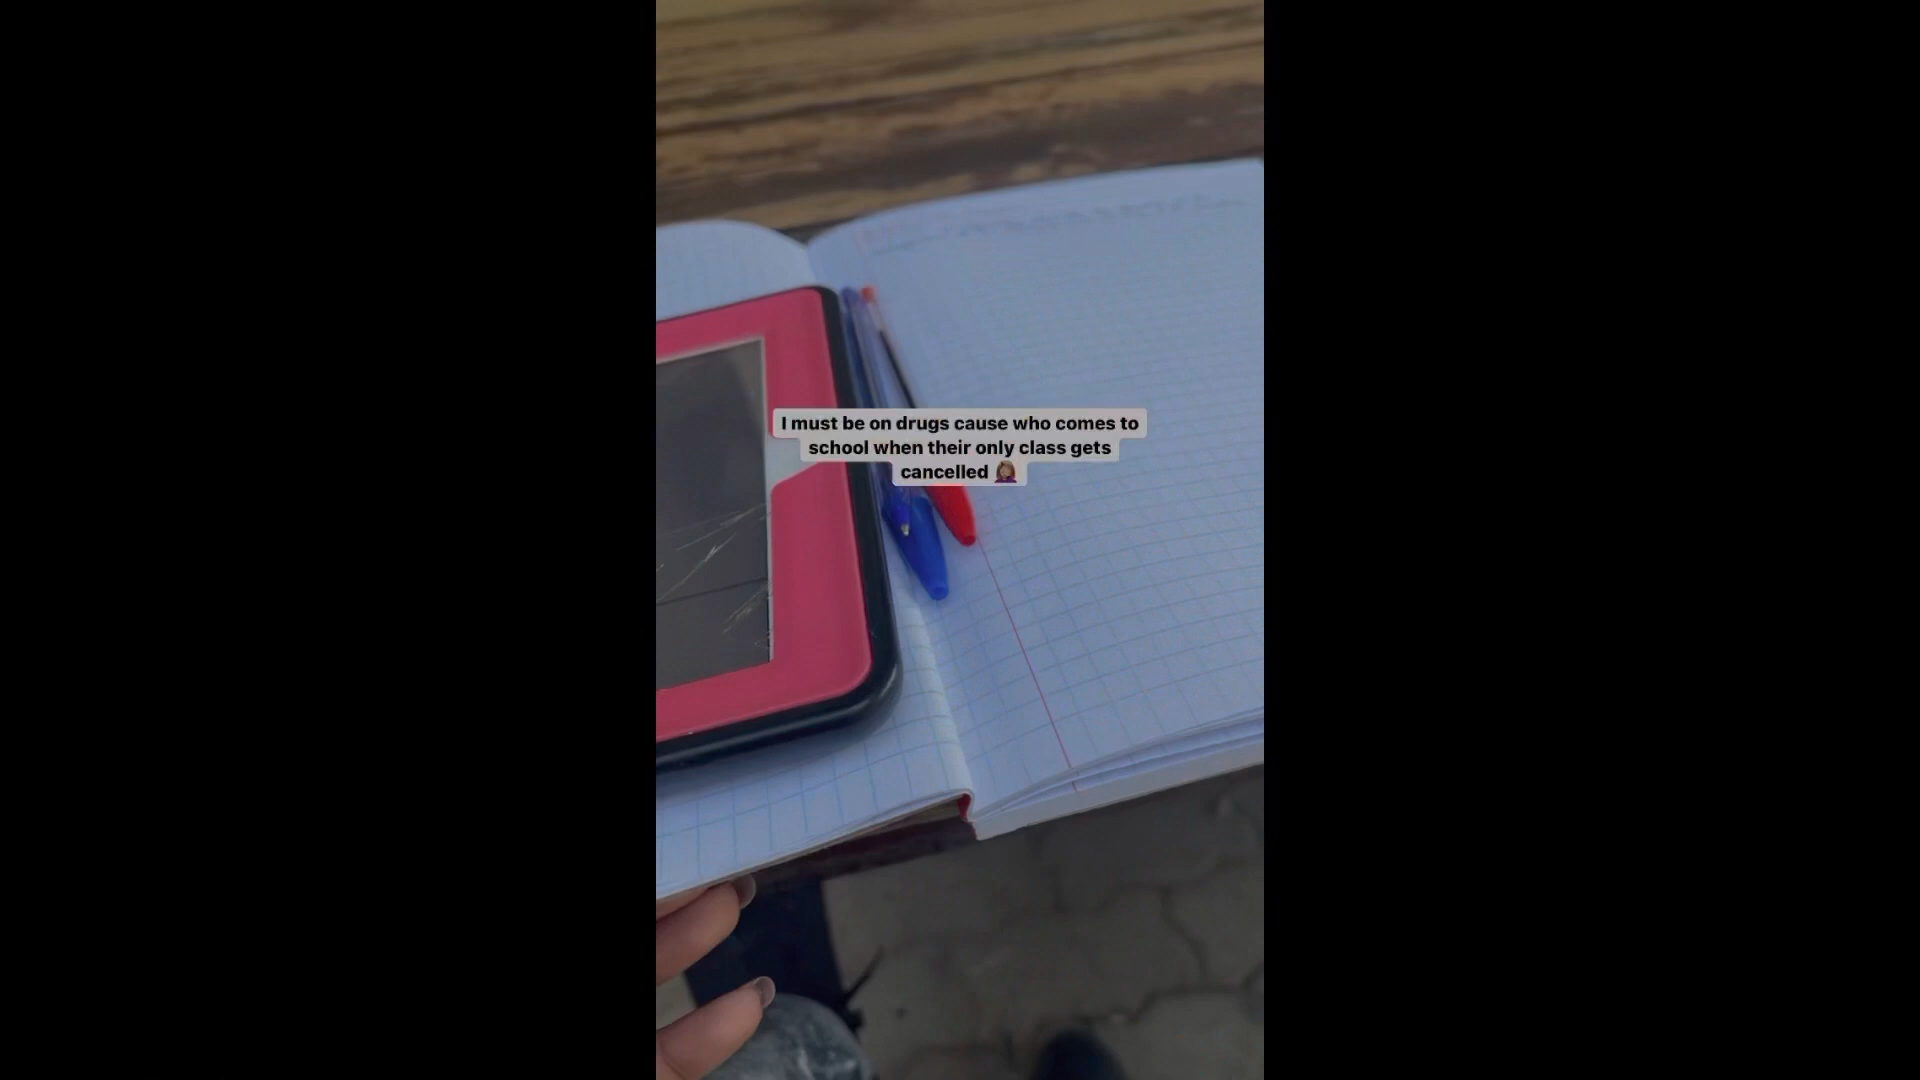 I must be on drugs cause who comes to
school when their only class gets
cancelled 🤦🏽‍♀️